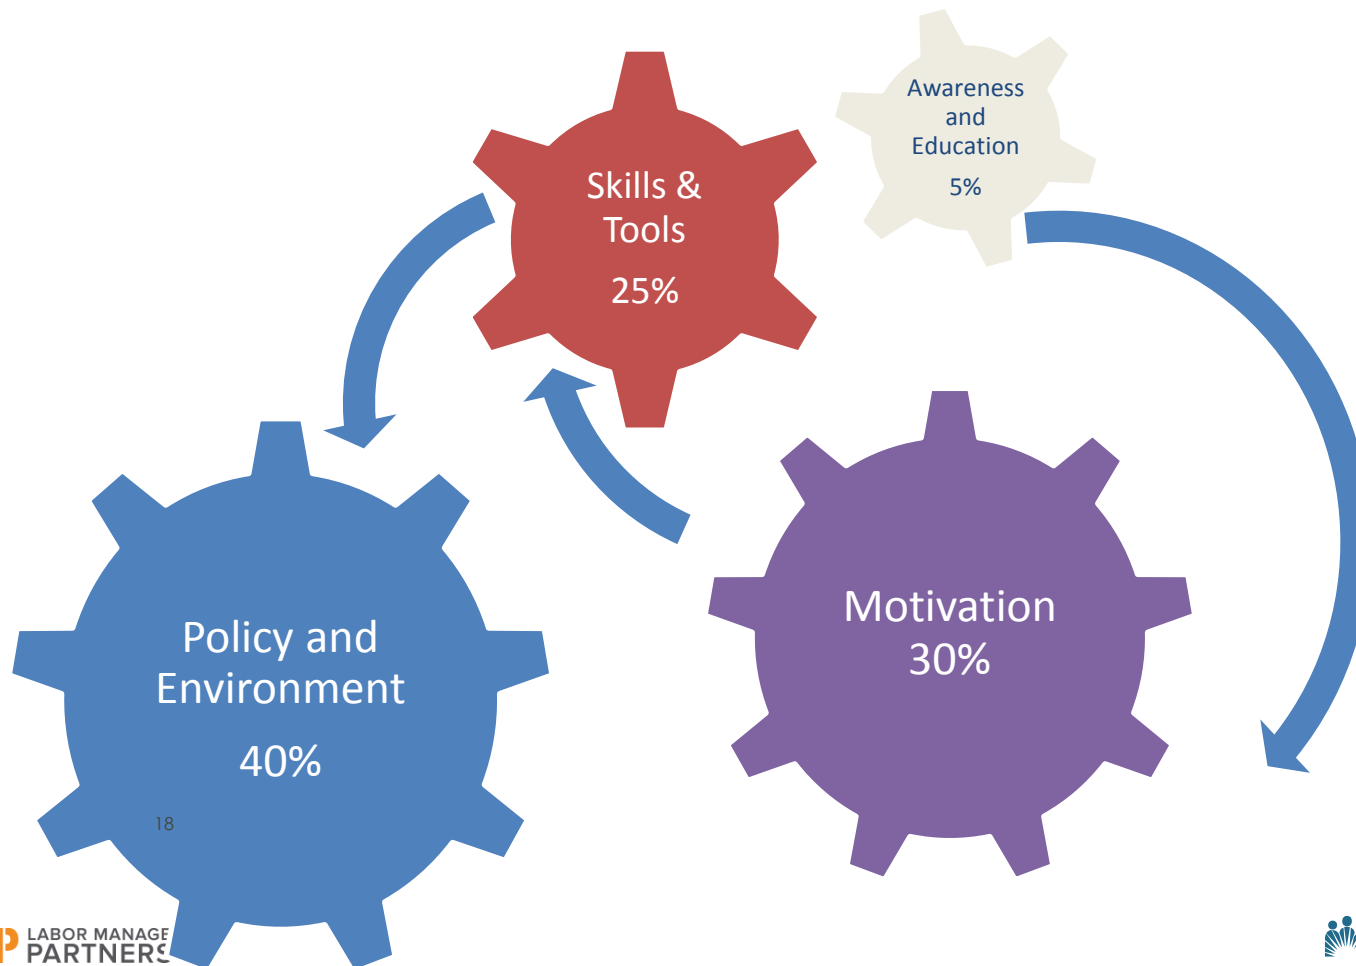 Awareness
and
Education
5%
Skills &
Tools
25%
Motivation
30%
Policy and
Environment
40%
18
P LABOR MANAGE
PARTNERS